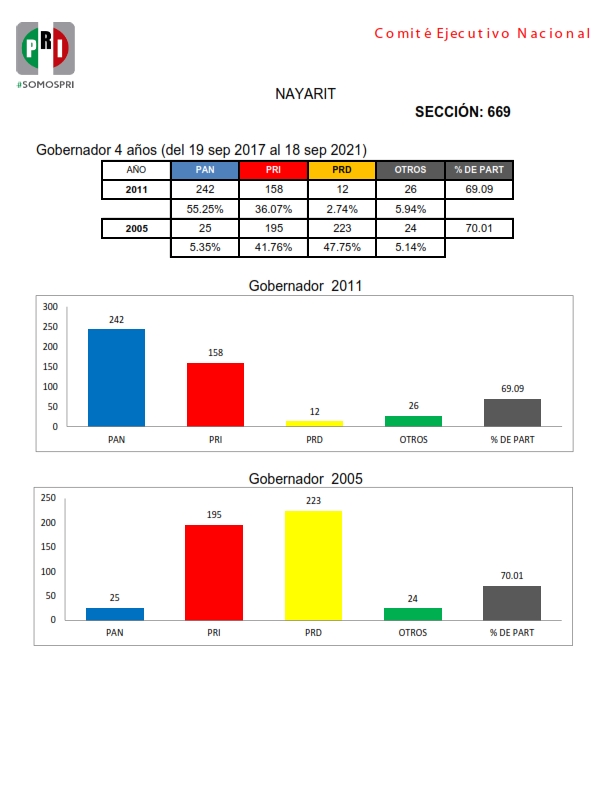 Comité Ejecutivo Nacional
PRI
#SOMOSPRI
NAYARIT
SECCIÓN: 669
Gobernador 4 años (del 19 sep 2017 al 18 sep 2021)
AÑO PAN PRI PRD OTROS % DE PART
2011 242 158 12 26 69.09
55.25% 36.07% 2.74% 5.94%
2005 25 195 223 24 70.01
5.35% 41.76% 47.75% 5.14%
Gobernador 2011
300
250
200
150
100
50
0
242
158
12
26
69.09
PAN PRI PRD OTROS % DE PART
Gobernador 2005
250
200
150
100
50
0
25
195
223
24
70.01
PAN PRI PRD OTROS % DE PART